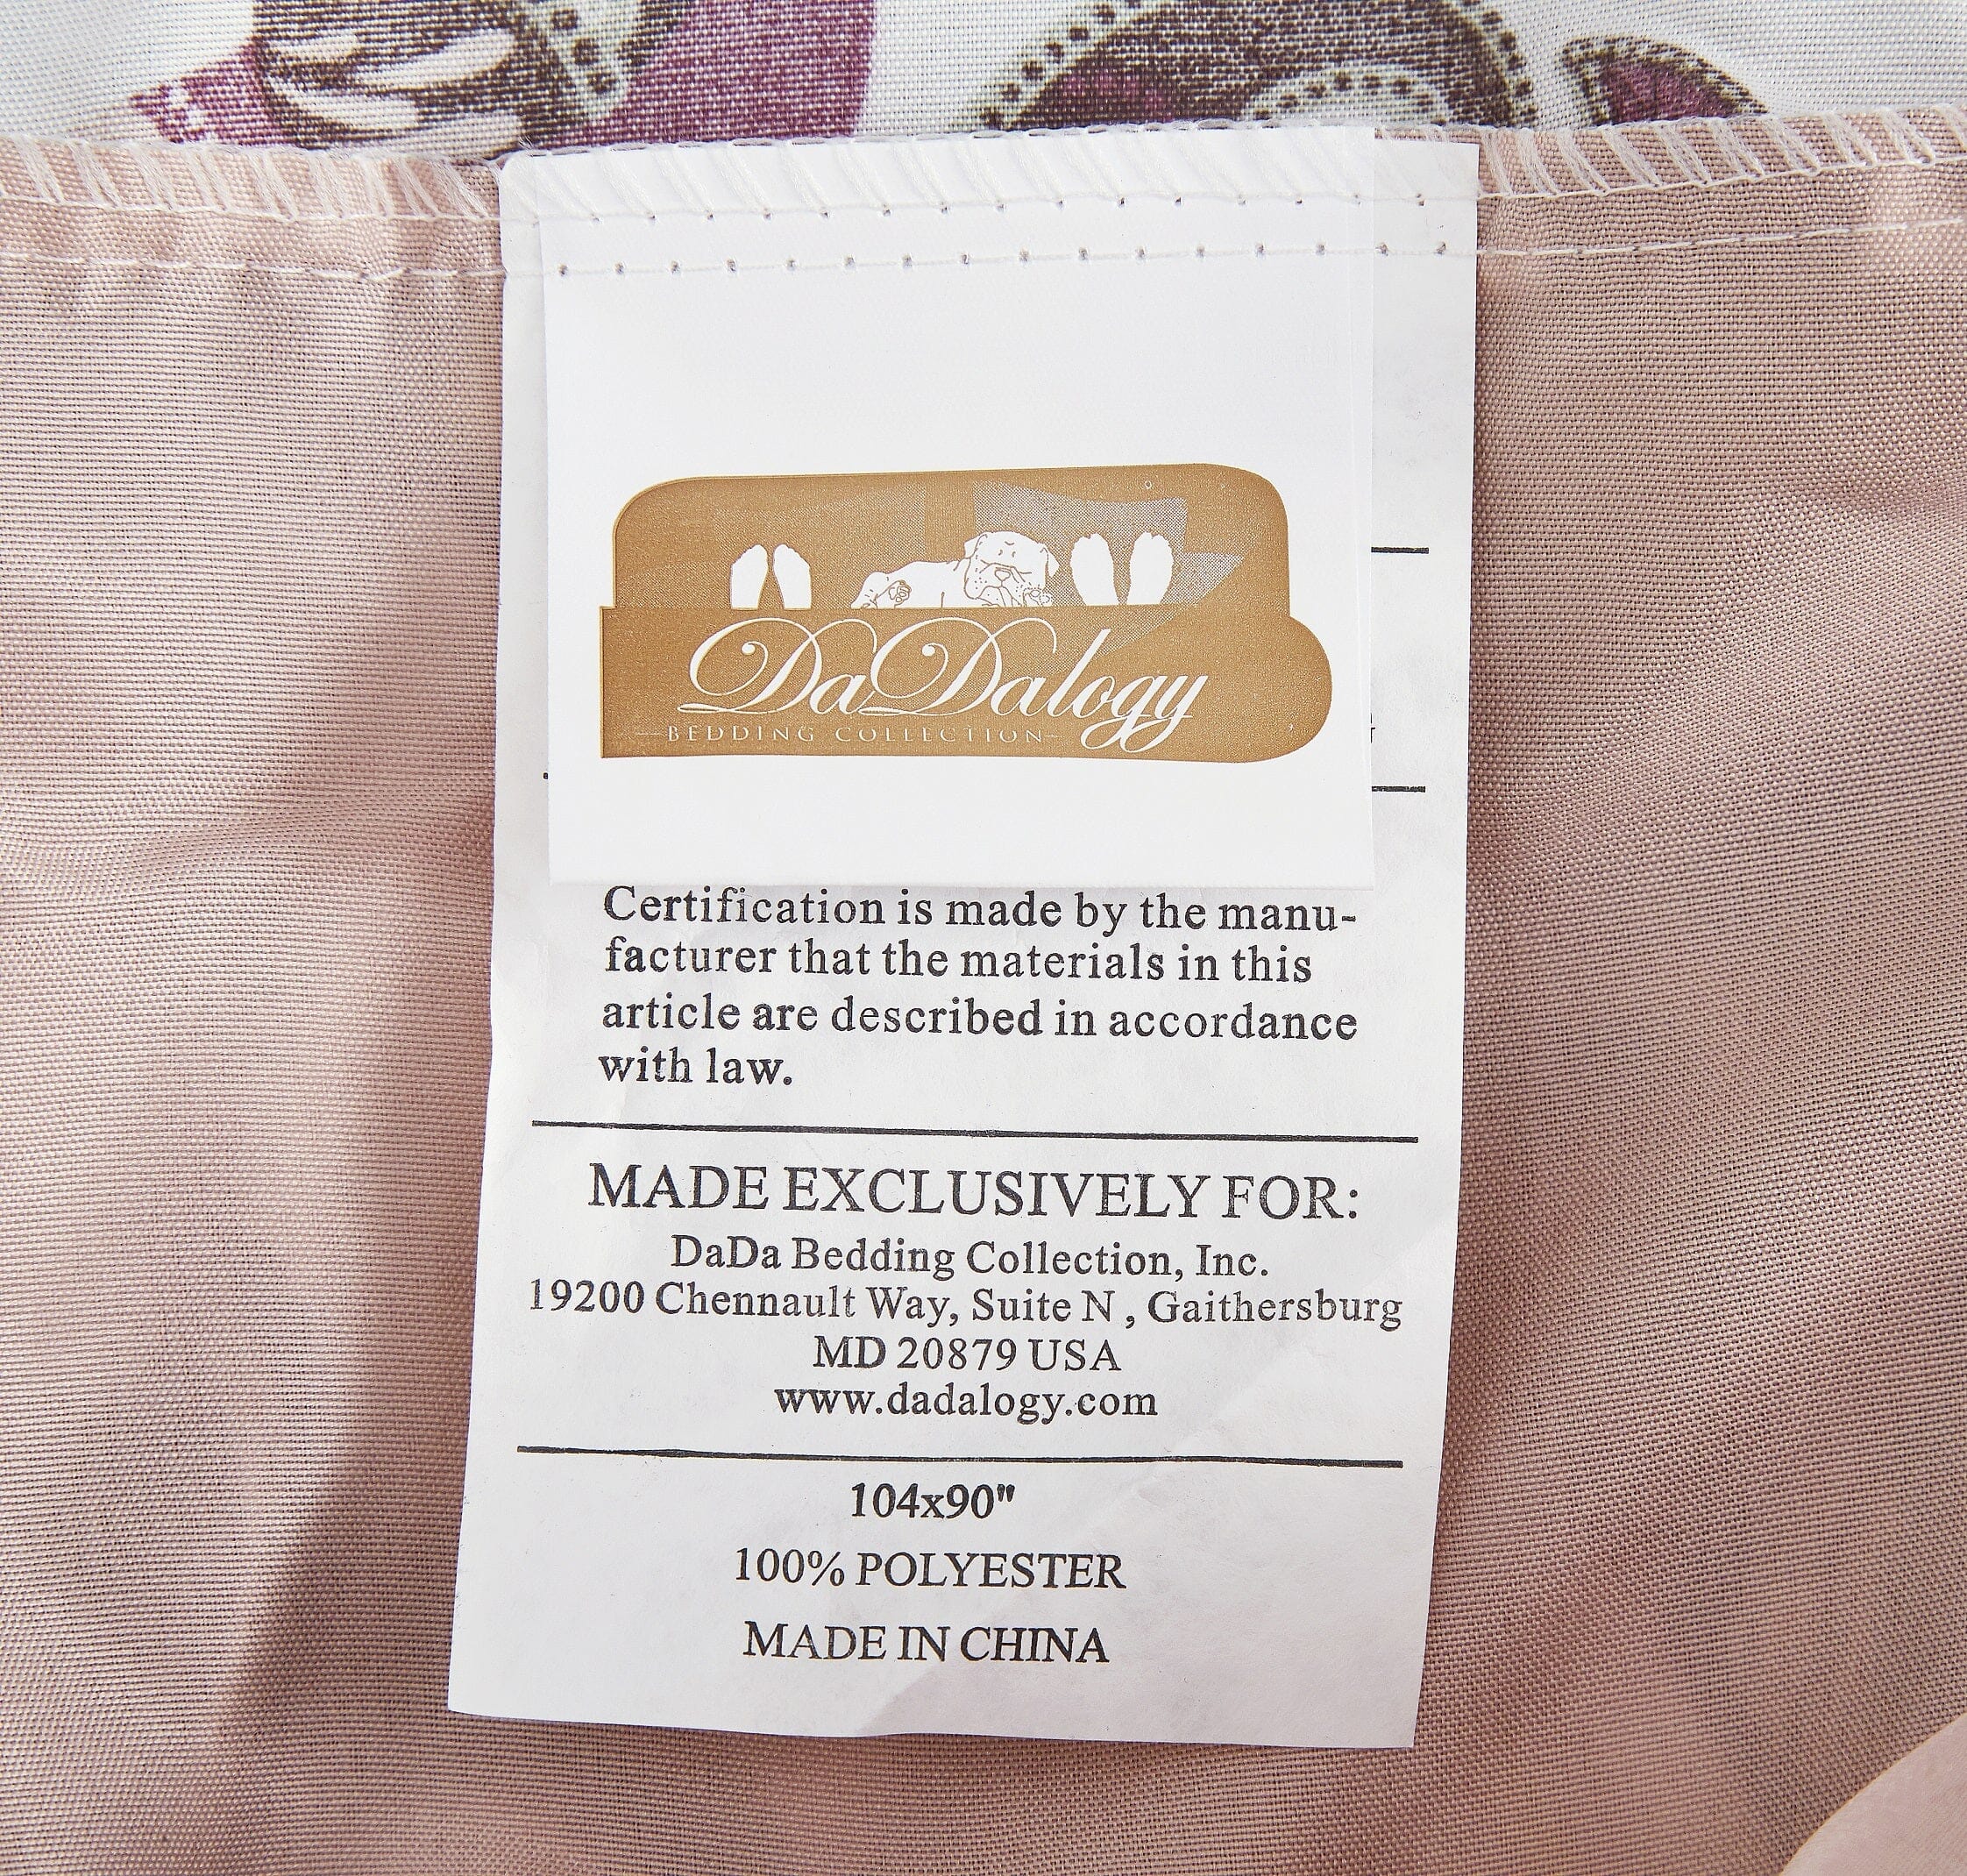 DaDalogy
BEDDING COLLECTION
Certification is made by the manu-
facturer that the materials in this
article are described in accordance
with law.
MADE EXCLUSIVELY FOR:
DaDa Bedding Collection, Inc.
19200 Chennault Way, Suite N , Gaithersburg
MD 20879 USA
www.dadalogy.com
104x90"
100% POLYESTER
MADE IN CHINA